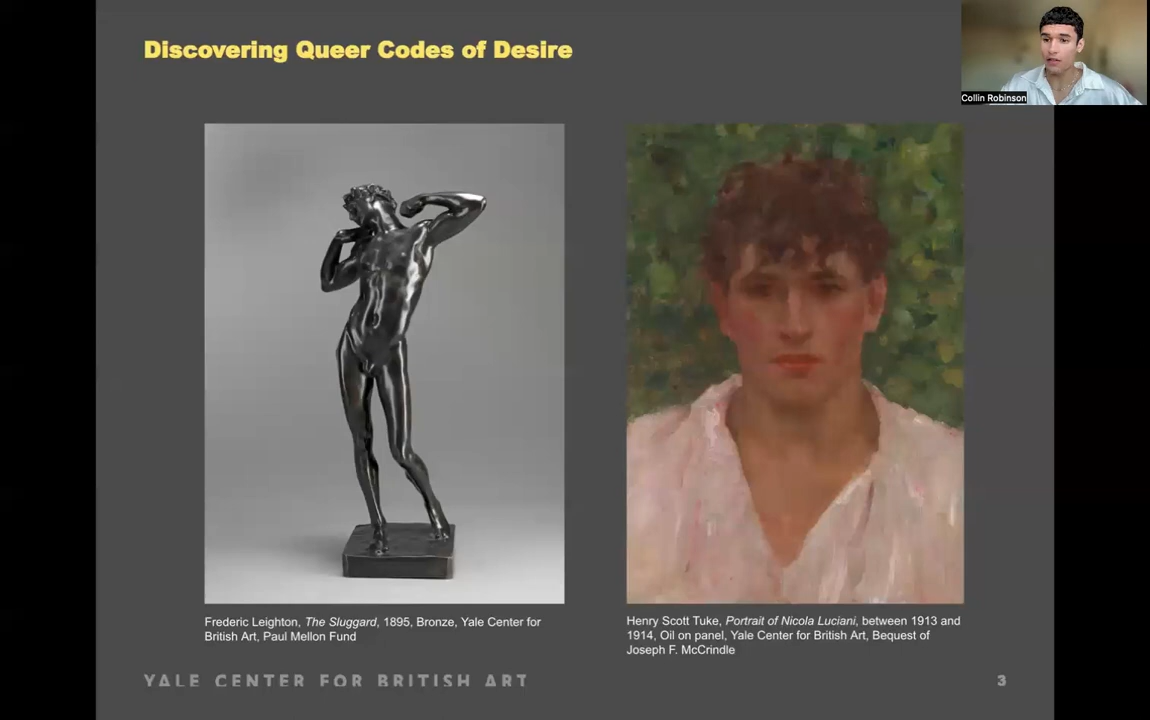 Discovering Queer Codes of Desire
Collin Robinson
Frederic Leighton, The Sluggard, 1895, Bronze, Yale Center for
British Art, Paul Mellon Fund
Henry Scott Tuke, Portrait of Nicola Luciani, between 1913 and
1914, Oil on panel, Yale Center for British Art, Bequest of
Joseph F. McCrindle
YALE CENTER FOR BRITISH ART
3